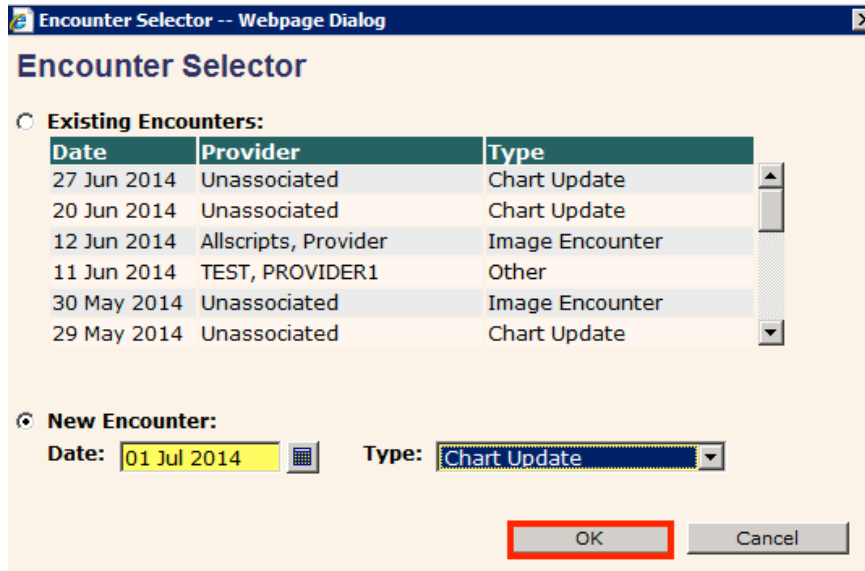 Encounter Selector -- Webpage Dialog
Encounter Selector
Existing Encounters:
Date Provider Type
27 Jun 2014 Unassociated Chart Update
20 Jun 2014 Unassociated Chart Update
12 Jun 2014 Allscripts, Provider Image Encounter
11 Jun 2014 TEST, PROVIDER1 Other
30 May 2014 Unassociated Image Encounter
29 May 2014 Unassociated Chart Update
New Encounter:
Date: 01 Jul 2014 Type: Chart Update
OK Cancel